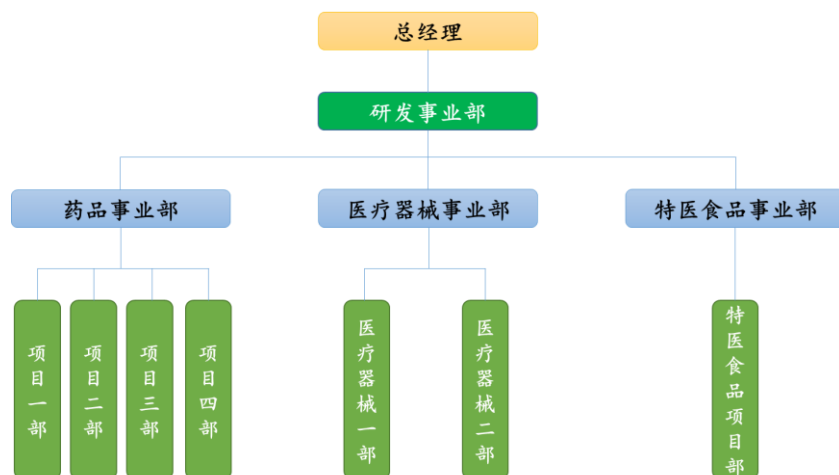 总经理
研发事业部
药品事业部
医疗器械事业部
特医食品事业部
项目一部
项目二部
项目三部
项目四部
医疗器械一部
医疗器械二部
特医食品项目部